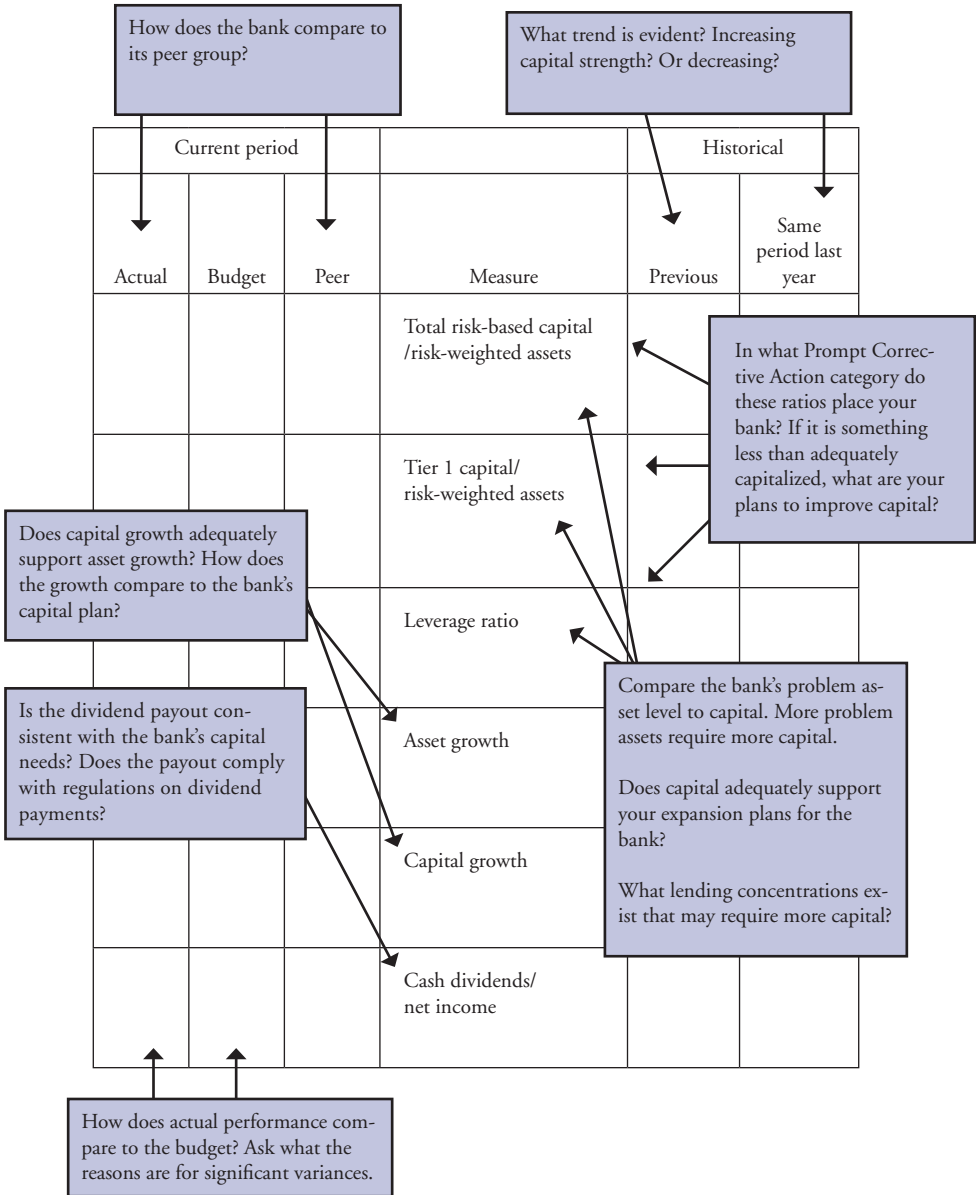 How does the bank compare to
its peer group?
What trend is evident? Increasing
capital strength? Or decreasing?
Current period
Historical
Actual
Budget
Peer
Measure
Previous
Same
period last
year
Total risk-based capital
/risk-weighted assets
In what Prompt Correc-
tive Action category do
these ratios place your
bank? If it is something
less than adequately
capitalized, what are your
plans to improve capital?
Tier 1 capital/
risk-weighted assets
Does capital growth adequately
support asset growth? How does
the growth compare to the bank's
capital plan?
Leverage ratio
Compare the bank's problem as-
set level to capital. More problem
assets require more capital.
Does capital adequately support
your expansion plans for the
bank?
What lending concentrations ex-
ist that may require more capital?
Is the dividend payout con-
sistent with the bank's capital
needs? Does the payout comply
with regulations on dividend
payments?
Asset growth
Capital growth
Cash dividends/
net income
How does actual performance com-
pare to the budget? Ask what the
reasons are for significant variances.